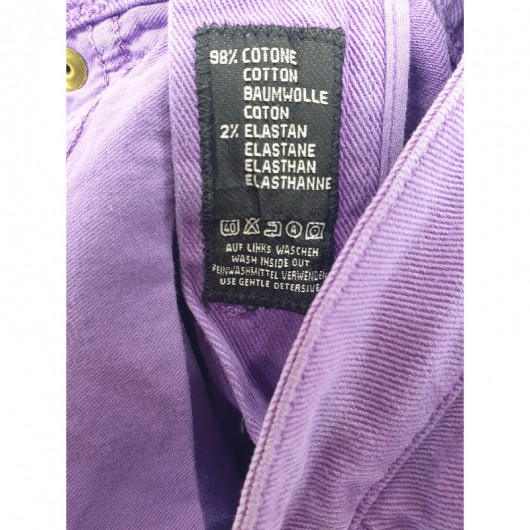 98% COTONE
COTTON
BAUMWOLLE
COTON
2% ELASTAN
ELASTANE
ELASTHAN
ELASTHANNE
40 A
AUF LINKS WASCHEN
WASH INSIDE OUT
FEINWASHMITTEL VERWENDEN
USE GENTLE DETERSIVE